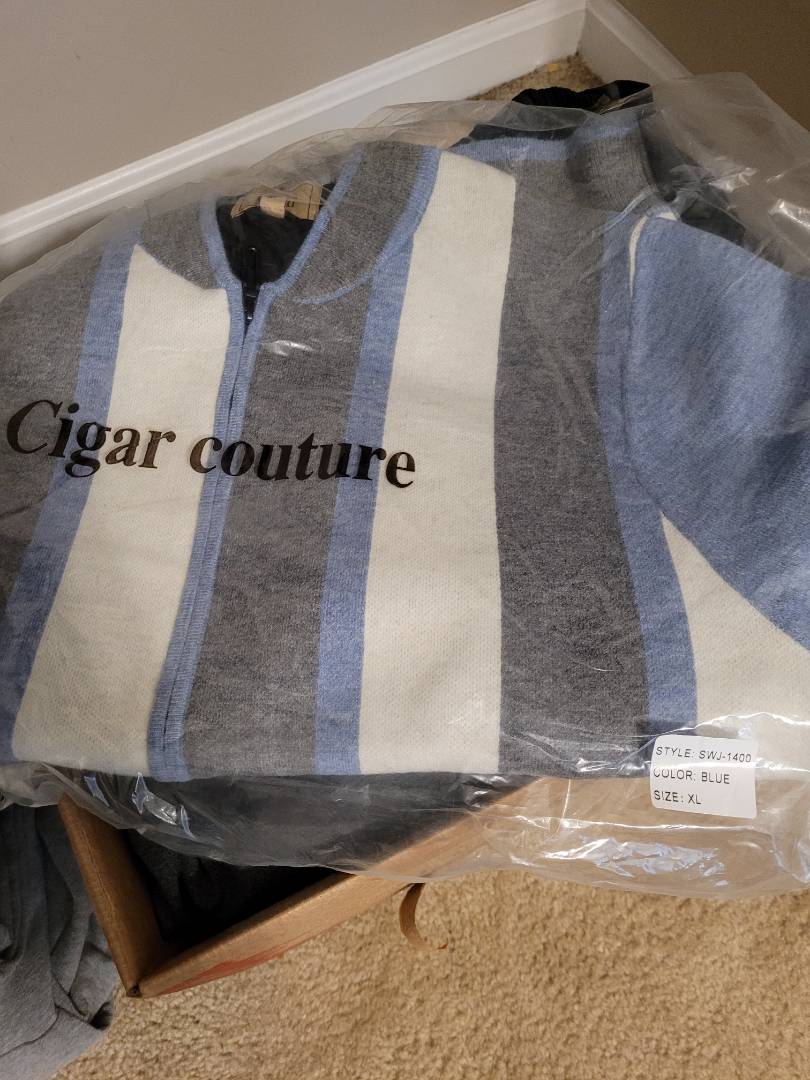 Cigar couture
STYLE: SWJ-1400
COLOR: BLUE
SIZE: XL